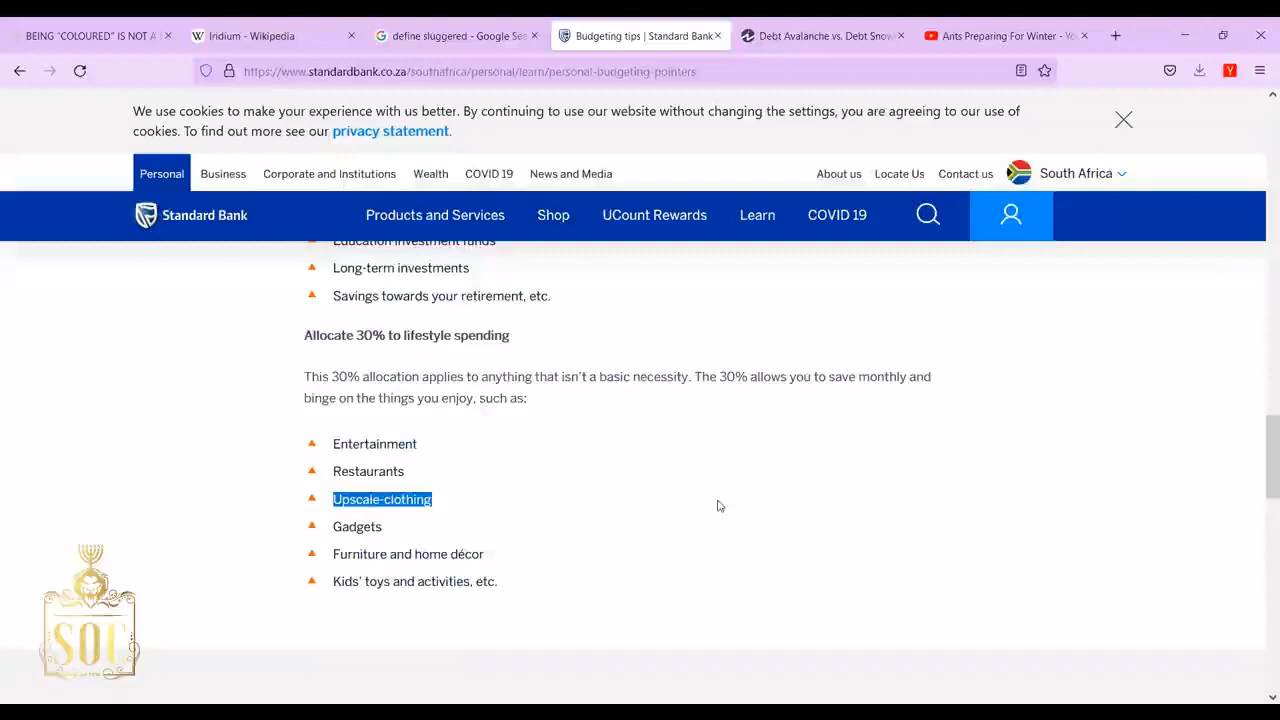 BEING "COLOURED" IS NOT A
Iridium - Wikipedia
define sluggered - Google Sea
Budgeting tips | Standard Bank
Debt Avalanche vs. Debt Snow
Ants Preparing For Winter - Yo
https://www.standardbank.co.za/southafrica/personal/learn/personal-budgeting-pointers
Y
We use cookies to make your experience with us better. By continuing to use our website without changing the settings, you are agreeing to our use of
cookies. To find out more see our privacy statement.
Personal Business Corporate and Institutions Wealth COVID 19 News and Media About us Locate Us Contact us South Africa
Standard Bank Products and Services Shop UCount Rewards Learn COVID 19
Education investment funds
Long-term investments
Savings towards your retirement, etc.
Allocate 30% to lifestyle spending
This 30% allocation applies to anything that isn't a basic necessity. The 30% allows you to save monthly and
binge on the things you enjoy, such as:
Entertainment
Restaurants
Upscale-clothing
Gadgets
Furniture and home décor
Kids' toys and activities, etc.
SOC